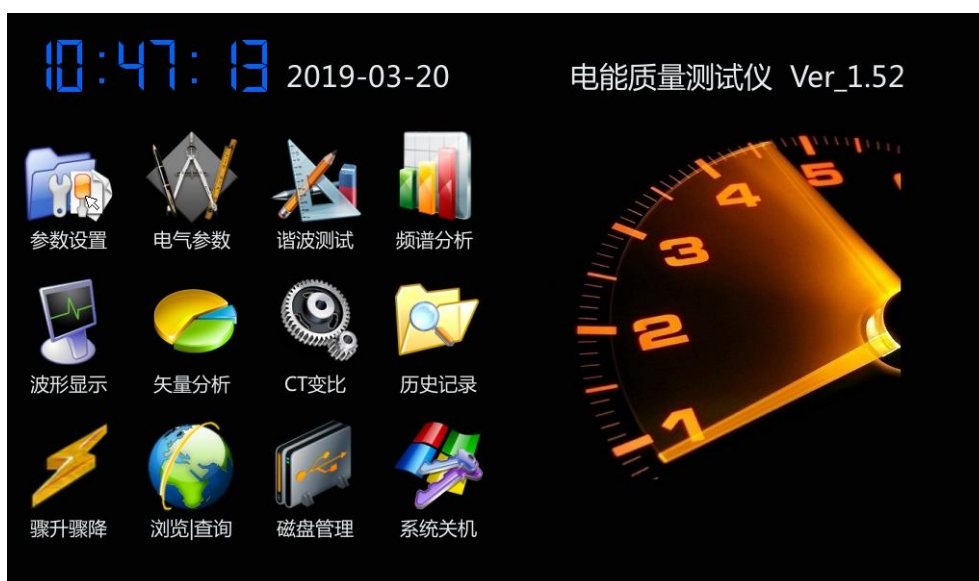 10:47:13 2019-03-20 电能质量测试仪 Ver_1.52
参数设置 电气参数 谐波测试 频谱分析
波形显示 矢量分析 CT变比 历史记录
骤升骤降 浏览|查询 磁盘管理 系统关机
5
4
3
2
1